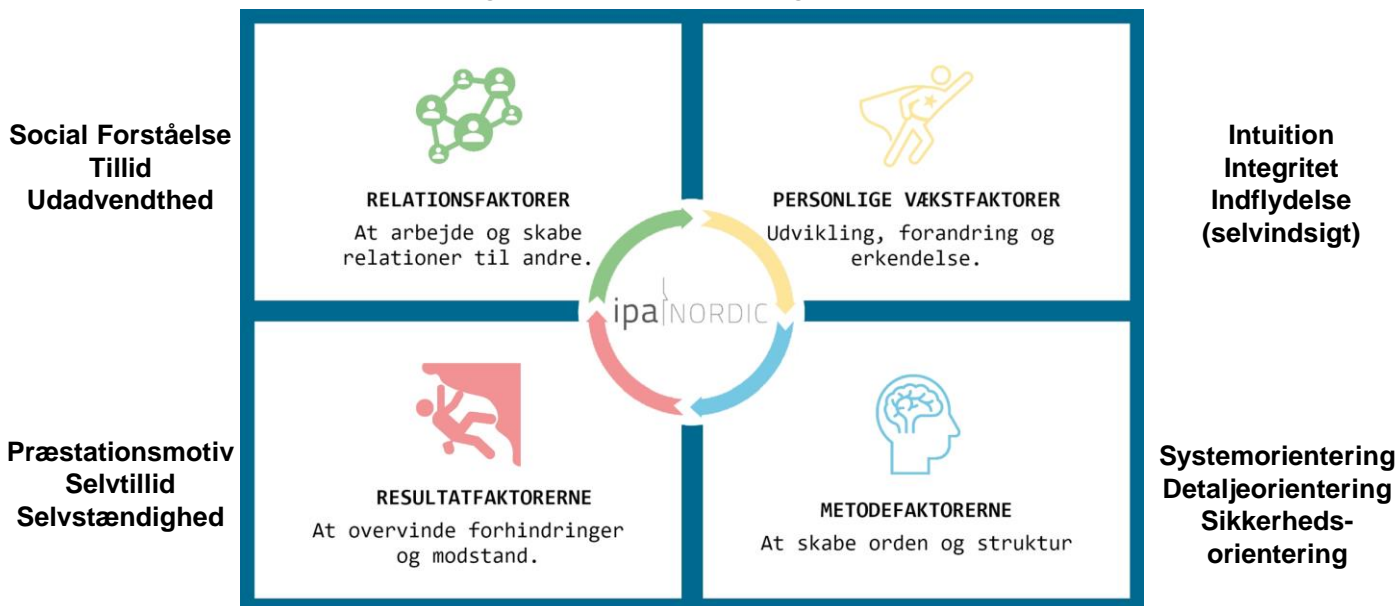 Social Forståelse
Tillid
Udadvendthed
RELATIONSFAKTORER
At arbejde og skabe
relationer til andre.
PERSONLIGE VÆKSTFAKTORER
Udvikling, forandring og
erkendelse.
Intuition
Integritet
Indflydelse
(selvindsigt)
ipa NORDIC
Præstationsmotiv
Selvtillid
Selvstændighed
RESULTATFAKTORERNE
At overvinde forhindringer
og modstand.
METODEFAKTORERNE
At skabe orden og struktur
Systemorientering
Detaljeorientering
Sikkerheds-
orientering